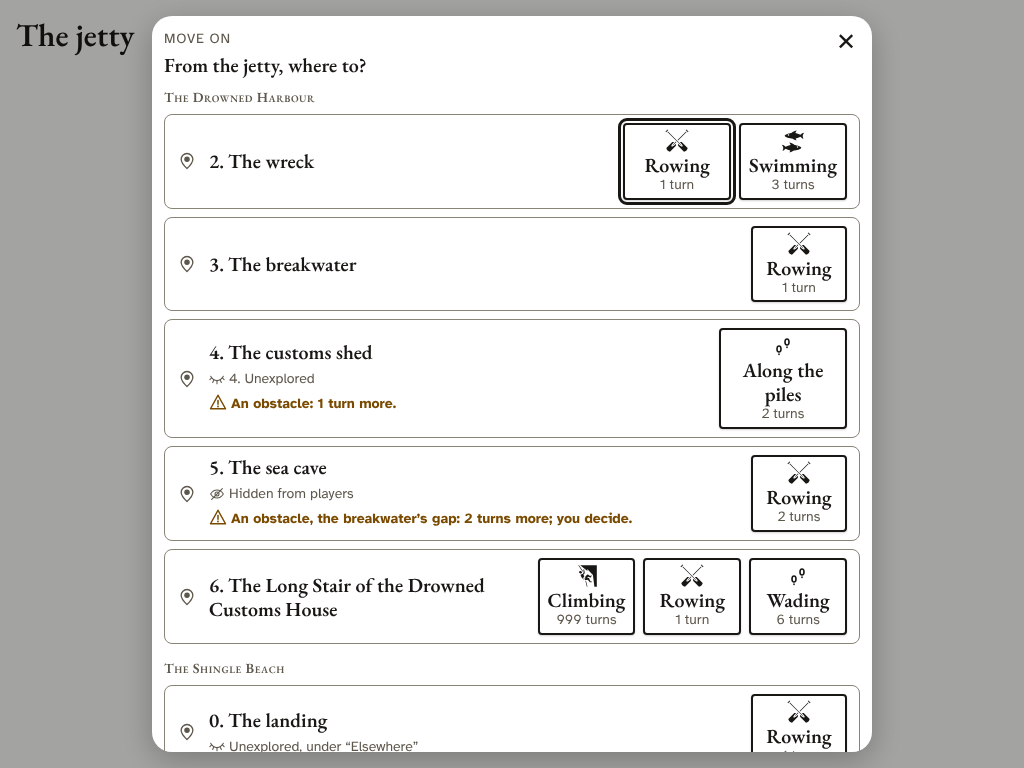 The jetty
MOVE ON
From the jetty, where to?
The Drowned Harbour
2. The wreck
Rowing
1 turn
Swimming
3 turns
3. The breakwater
Rowing
1 turn
4. The customs shed
4. Unexplored
An obstacle: 1 turn more.
Along the
piles
2 turns
5. The sea cave
Hidden from players
An obstacle, the breakwater’s gap: 2 turns more; you decide.
Rowing
2 turns
6. The Long Stair of the Drowned
Customs House
Climbing
999 turns
Rowing
1 turn
Wading
6 turns
The Shingle Beach
0. The landing
Unexplored, under “Elsewhere”
Rowing